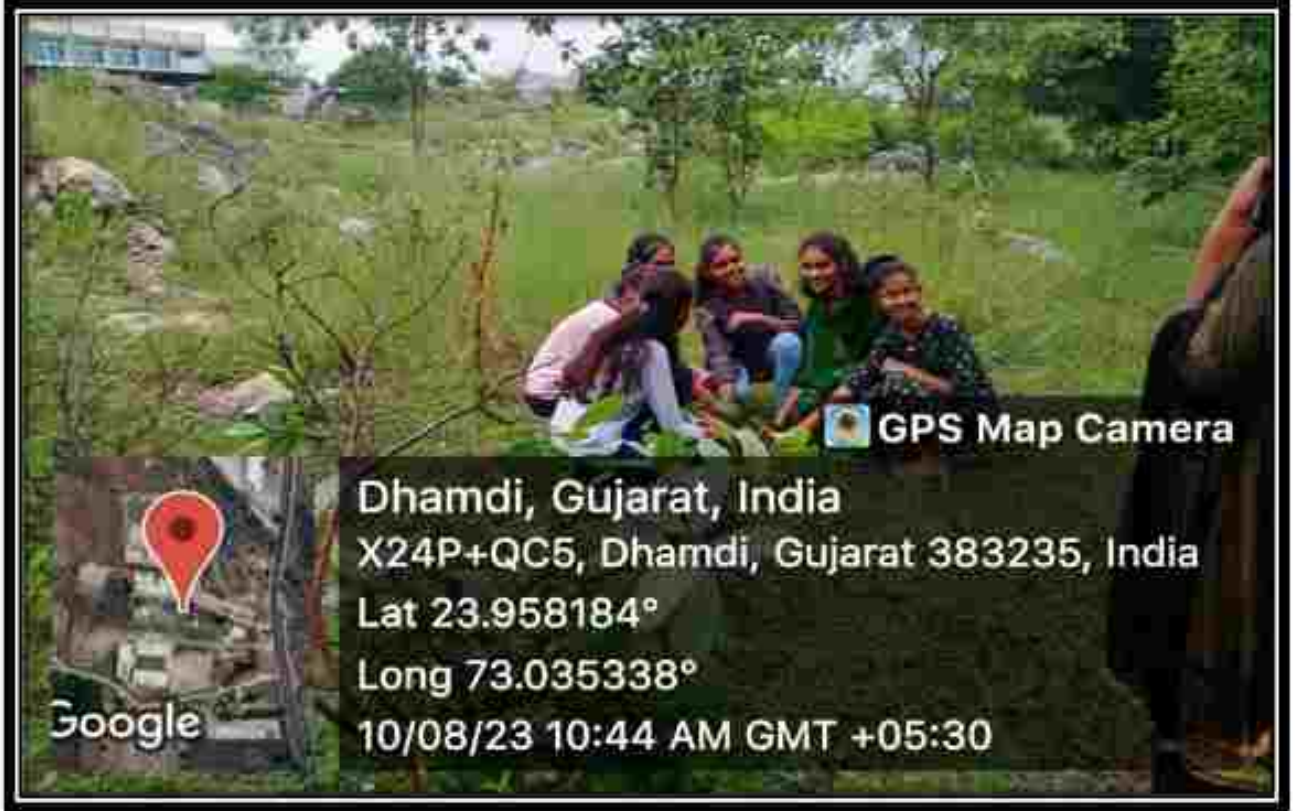 GPS Map Camera
Dhamdi, Gujarat, India
X24P+QC5, Dhamdi, Gujarat 383235, India
Lat 23.958184°
Long 73.035338°
10/08/23 10:44 AM GMT +05:30
Google